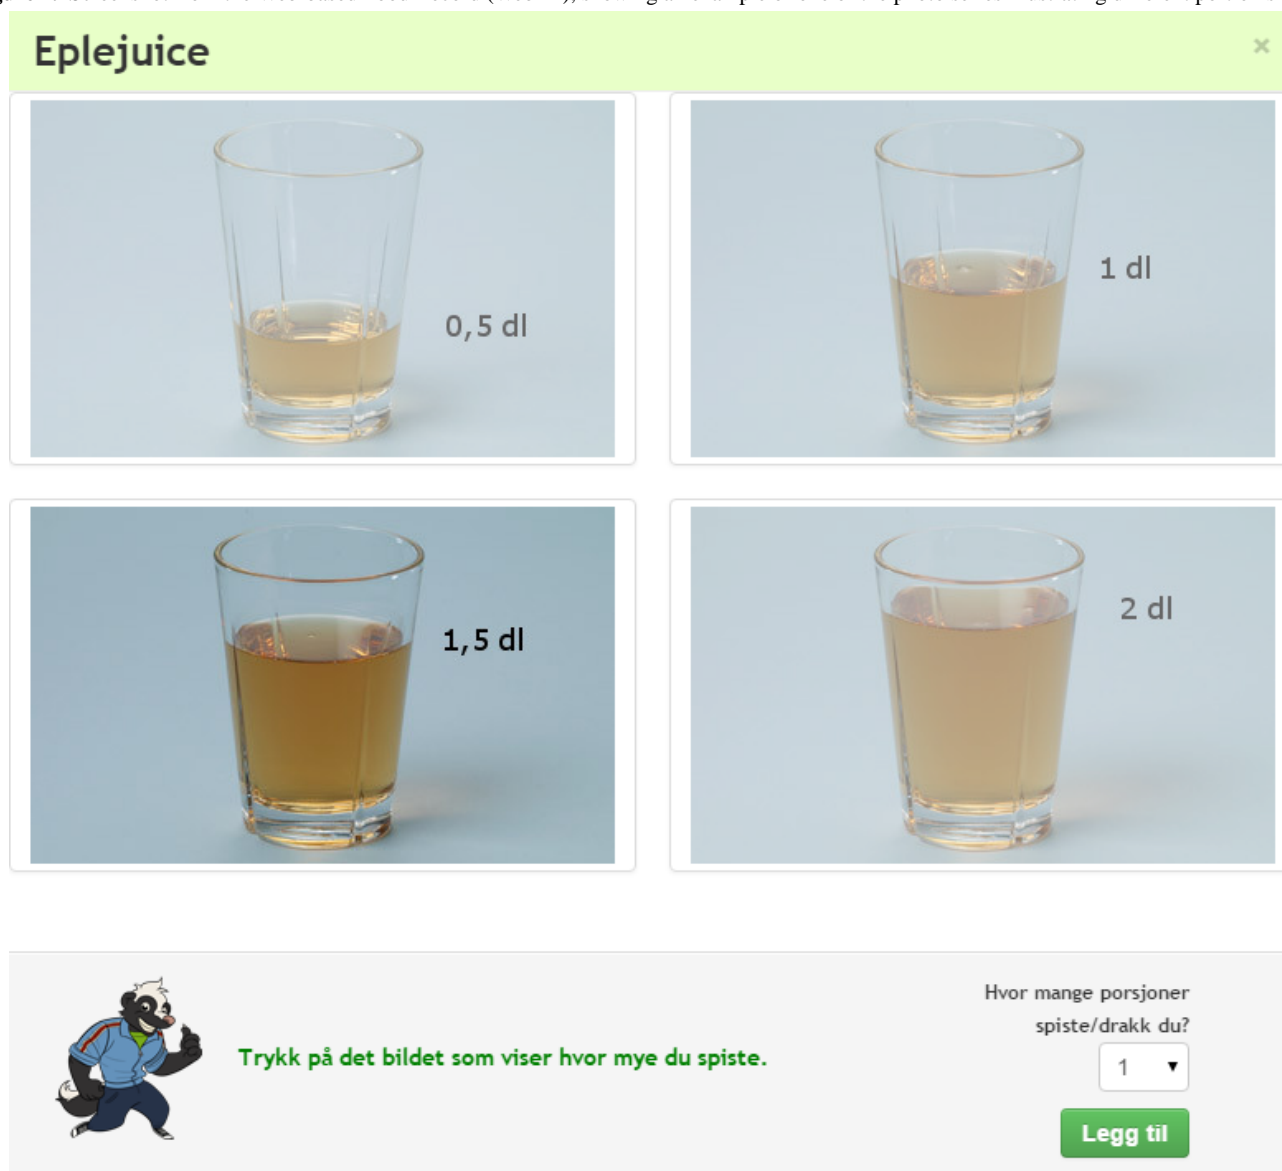 Eplejuice
×
0,5 dl
1 dl
1,5 dl
2 dl
Hvor mange porsjoner
spiste/drakk du?
Trykk på det bildet som viser hvor mye du spiste.
1
Legg til